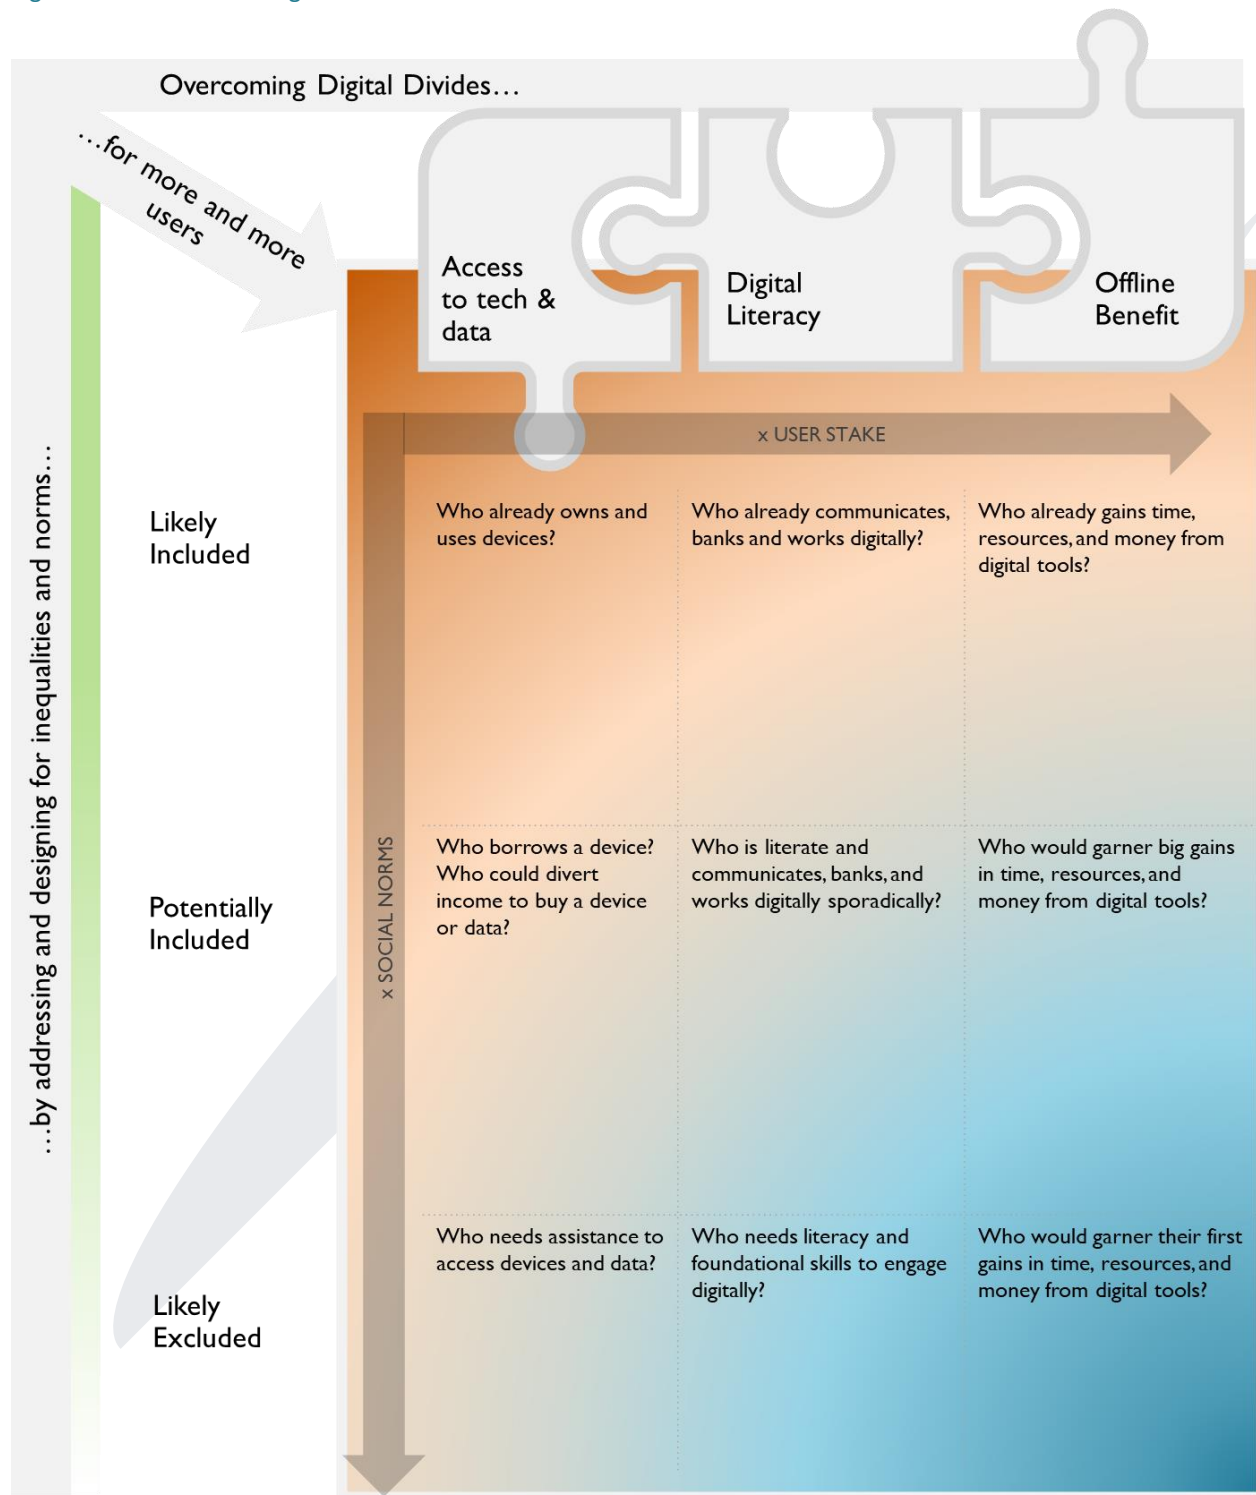 Overcoming Digital Divides…
…for more and more
users
Access
to tech &
data
Digital
Literacy
Offline
Benefit
x USER STAKE
…by addressing and designing for inequalities and norms…
x SOCIAL NORMS
Likely
Included
Who already owns and
uses devices?
Who already communicates,
banks and works digitally?
Who already gains time,
resources, and money from
digital tools?
Potentially
Included
Who borrows a device?
Who could divert
income to buy a device
or data?
Who is literate and
communicates, banks, and
works digitally sporadically?
Who would garner big gains
in time, resources, and
money from digital tools?
Likely
Excluded
Who needs assistance to
access devices and data?
Who needs literacy and
foundational skills to engage
digitally?
Who would garner their first
gains in time, resources, and
money from digital tools?